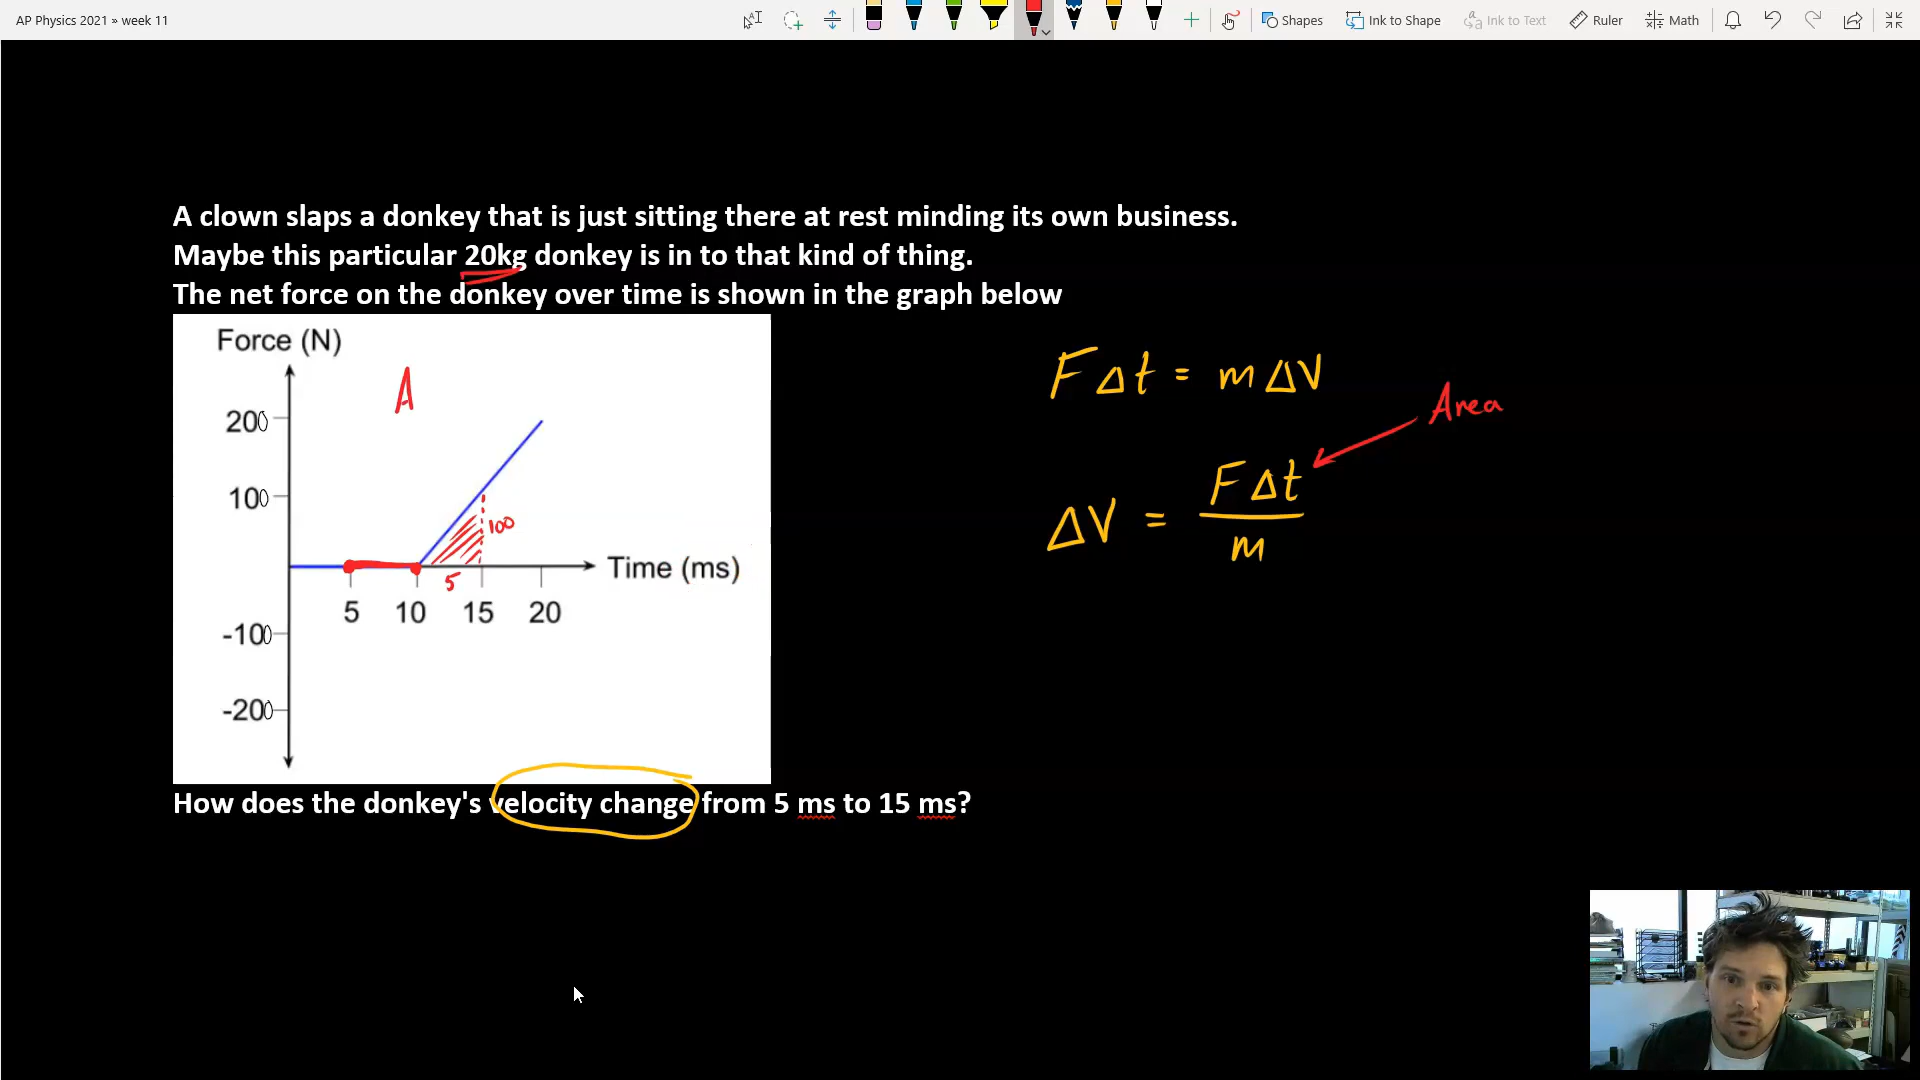 AP Physics 2021 » week 11
Shapes
Ink to Shape
Ink to Text
Ruler
Math
A clown slaps a donkey that is just sitting there at rest minding its own business.
Maybe this particular 20kg donkey is in to that kind of thing.
The net force on the donkey over time is shown in the graph below
Force (N)
A
200
100
100
Time (ms)
5
5 10 15 20
-100
-200
F Δt = m ΔV
Area
ΔV = F Δt
m
How does the donkey's velocity change from 5 ms to 15 ms?